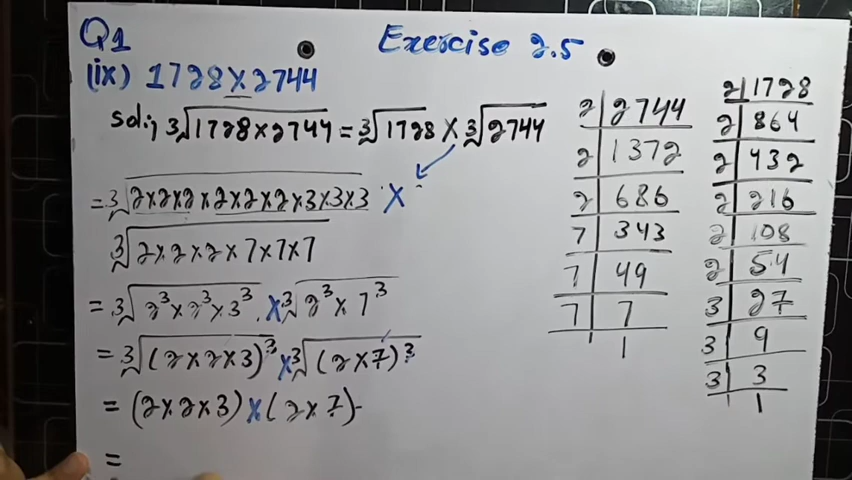 Q1
Exercise 2.5
(ix) 1728 × 2744
Sol:, ∛1728×2744 = ∛1728 × ∛2744
= ∛2×2×2×2×2×2×3×3×3 ×
∛2×2×2×7×7×7
= ∛2³×2³×3³ × ∛2³×7³
= ∛(2×2×3)³ × ∛(2×7)³
= (2×2×3) × (2×7)
=
2 | 2744
2 | 1372
2 | 686
7 | 343
7 | 49
7 | 7
1
2 | 1728
2 | 864
2 | 432
2 | 216
2 | 108
2 | 54
3 | 27
3 | 9
3 | 3
1